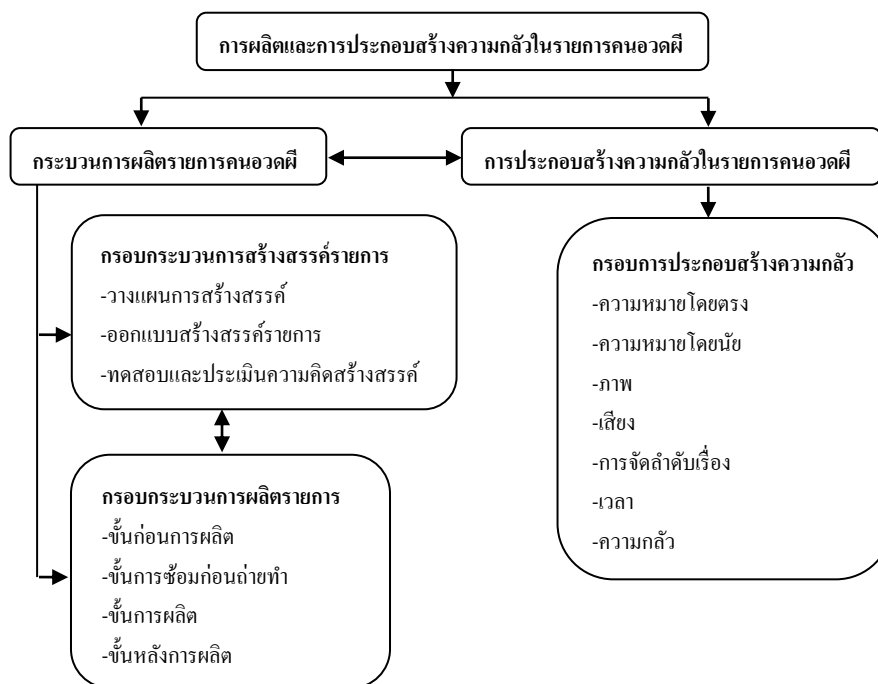 การผลิตและการประกอบสร้างความกลัวในรายการคนอวดผี
กระบวนการผลิตรายการคนอวดผี
การประกอบสร้างความกลัวในรายการคนอวดผี
กรอบกระบวนการสร้างสรรค์รายการ
-วางแผนการสร้างสรรค์
-ออกแบบสร้างสรรค์รายการ
-ทดสอบและประเมินความคิดสร้างสรรค์
กรอบกระบวนการผลิตรายการ
-ขั้นก่อนการผลิต
-ขั้นการซ้อมก่อนถ่ายทำ
-ขั้นการผลิต
-ขั้นหลังการผลิต
กรอบการประกอบสร้างความกลัว
-ความหมายโดยตรง
-ความหมายโดยนัย
-ภาพ
-เสียง
-การจัดลำดับเรื่อง
-เวลา
-ความกลัว